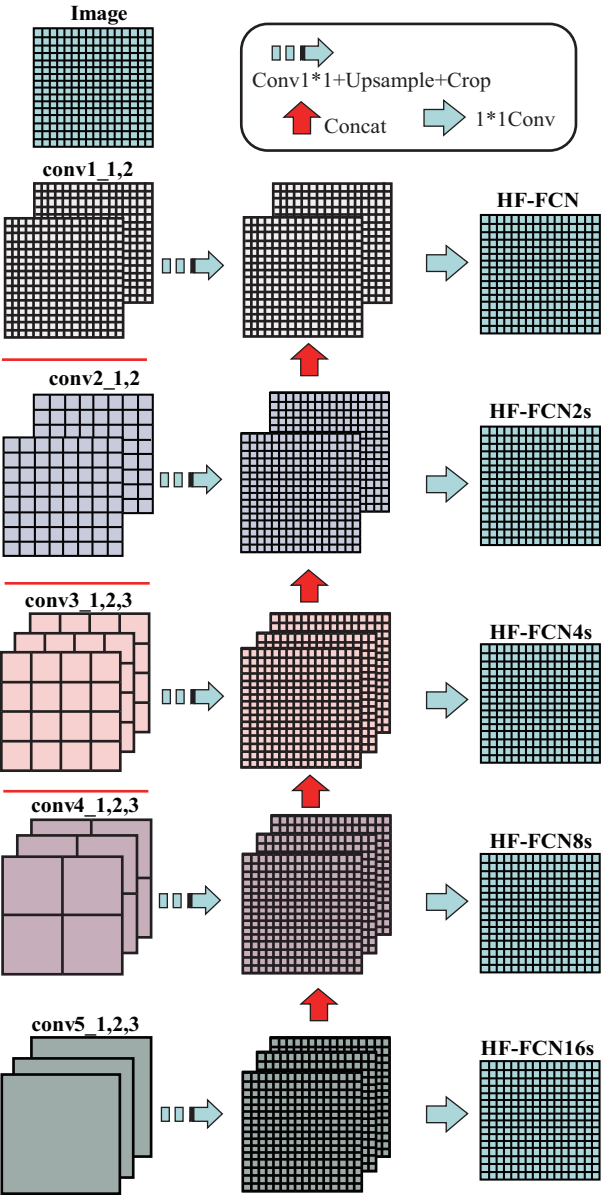 Image
Conv1*1+Upsample+Crop
Concat
1*1Conv
conv1_1,2
HF-FCN
conv2_1,2
HF-FCN2s
conv3_1,2,3
HF-FCN4s
conv4_1,2,3
HF-FCN8s
conv5_1,2,3
HF-FCN16s